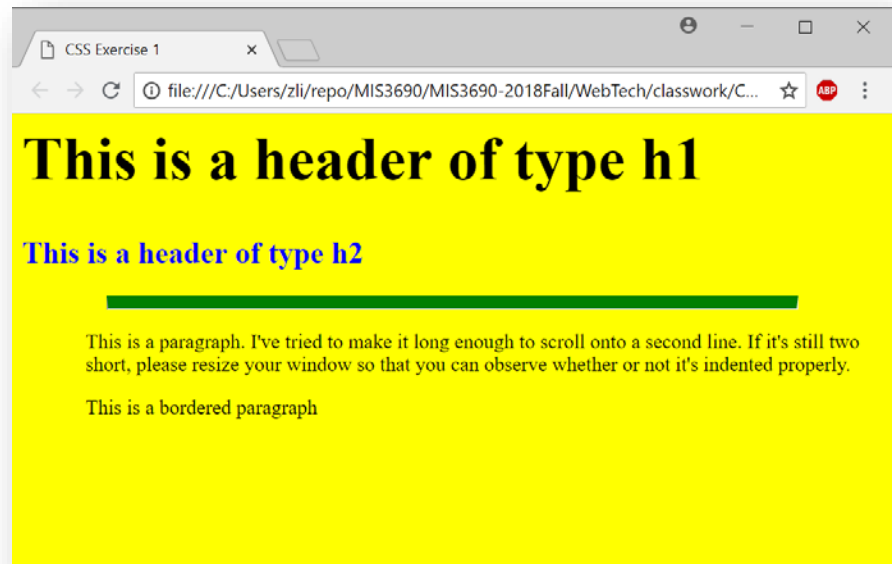 CSS Exercise 1
file:///C:/Users/zli/repo/MIS3690/MIS3690-2018Fall/WebTech/classwork/C...
ABP
This is a header of type h1
This is a header of type h2
This is a paragraph. I've tried to make it long enough to scroll onto a second line. If it's still two
short, please resize your window so that you can observe whether or not it's indented properly.
This is a bordered paragraph